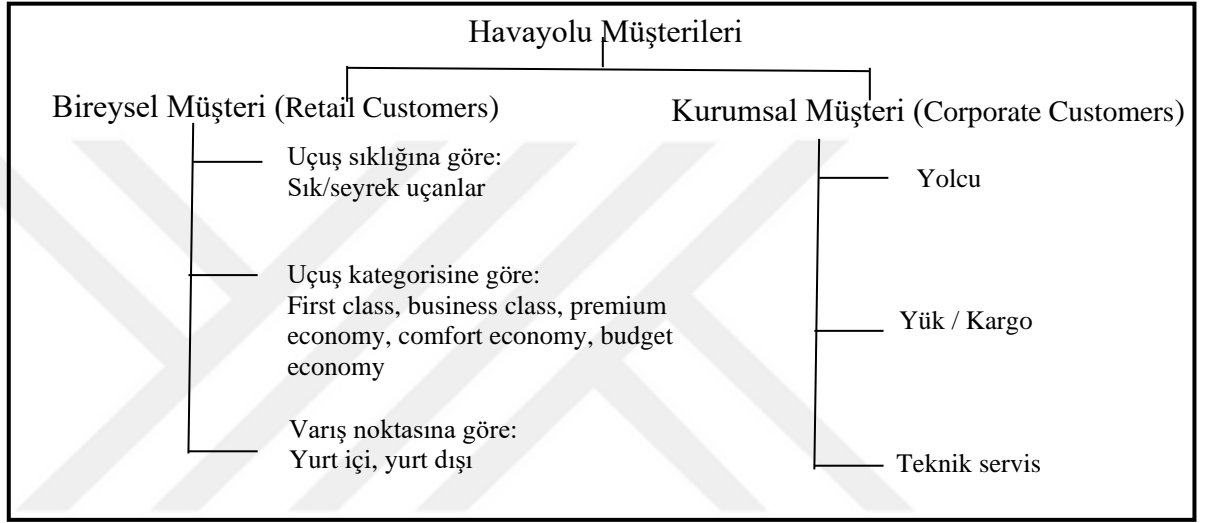 Havayolu Müşterileri
Bireysel Müşteri (Retail Customers)
Uçuş sıklığına göre:
Sık/seyrek uçanlar
Uçuş kategorisine göre:
First class, business class, premium
economy, comfort economy, budget
economy
Varış noktasına göre:
Yurt içi, yurt dışı
Kurumsal Müşteri (Corporate Customers)
Yolcu
Yük / Kargo
Teknik servis